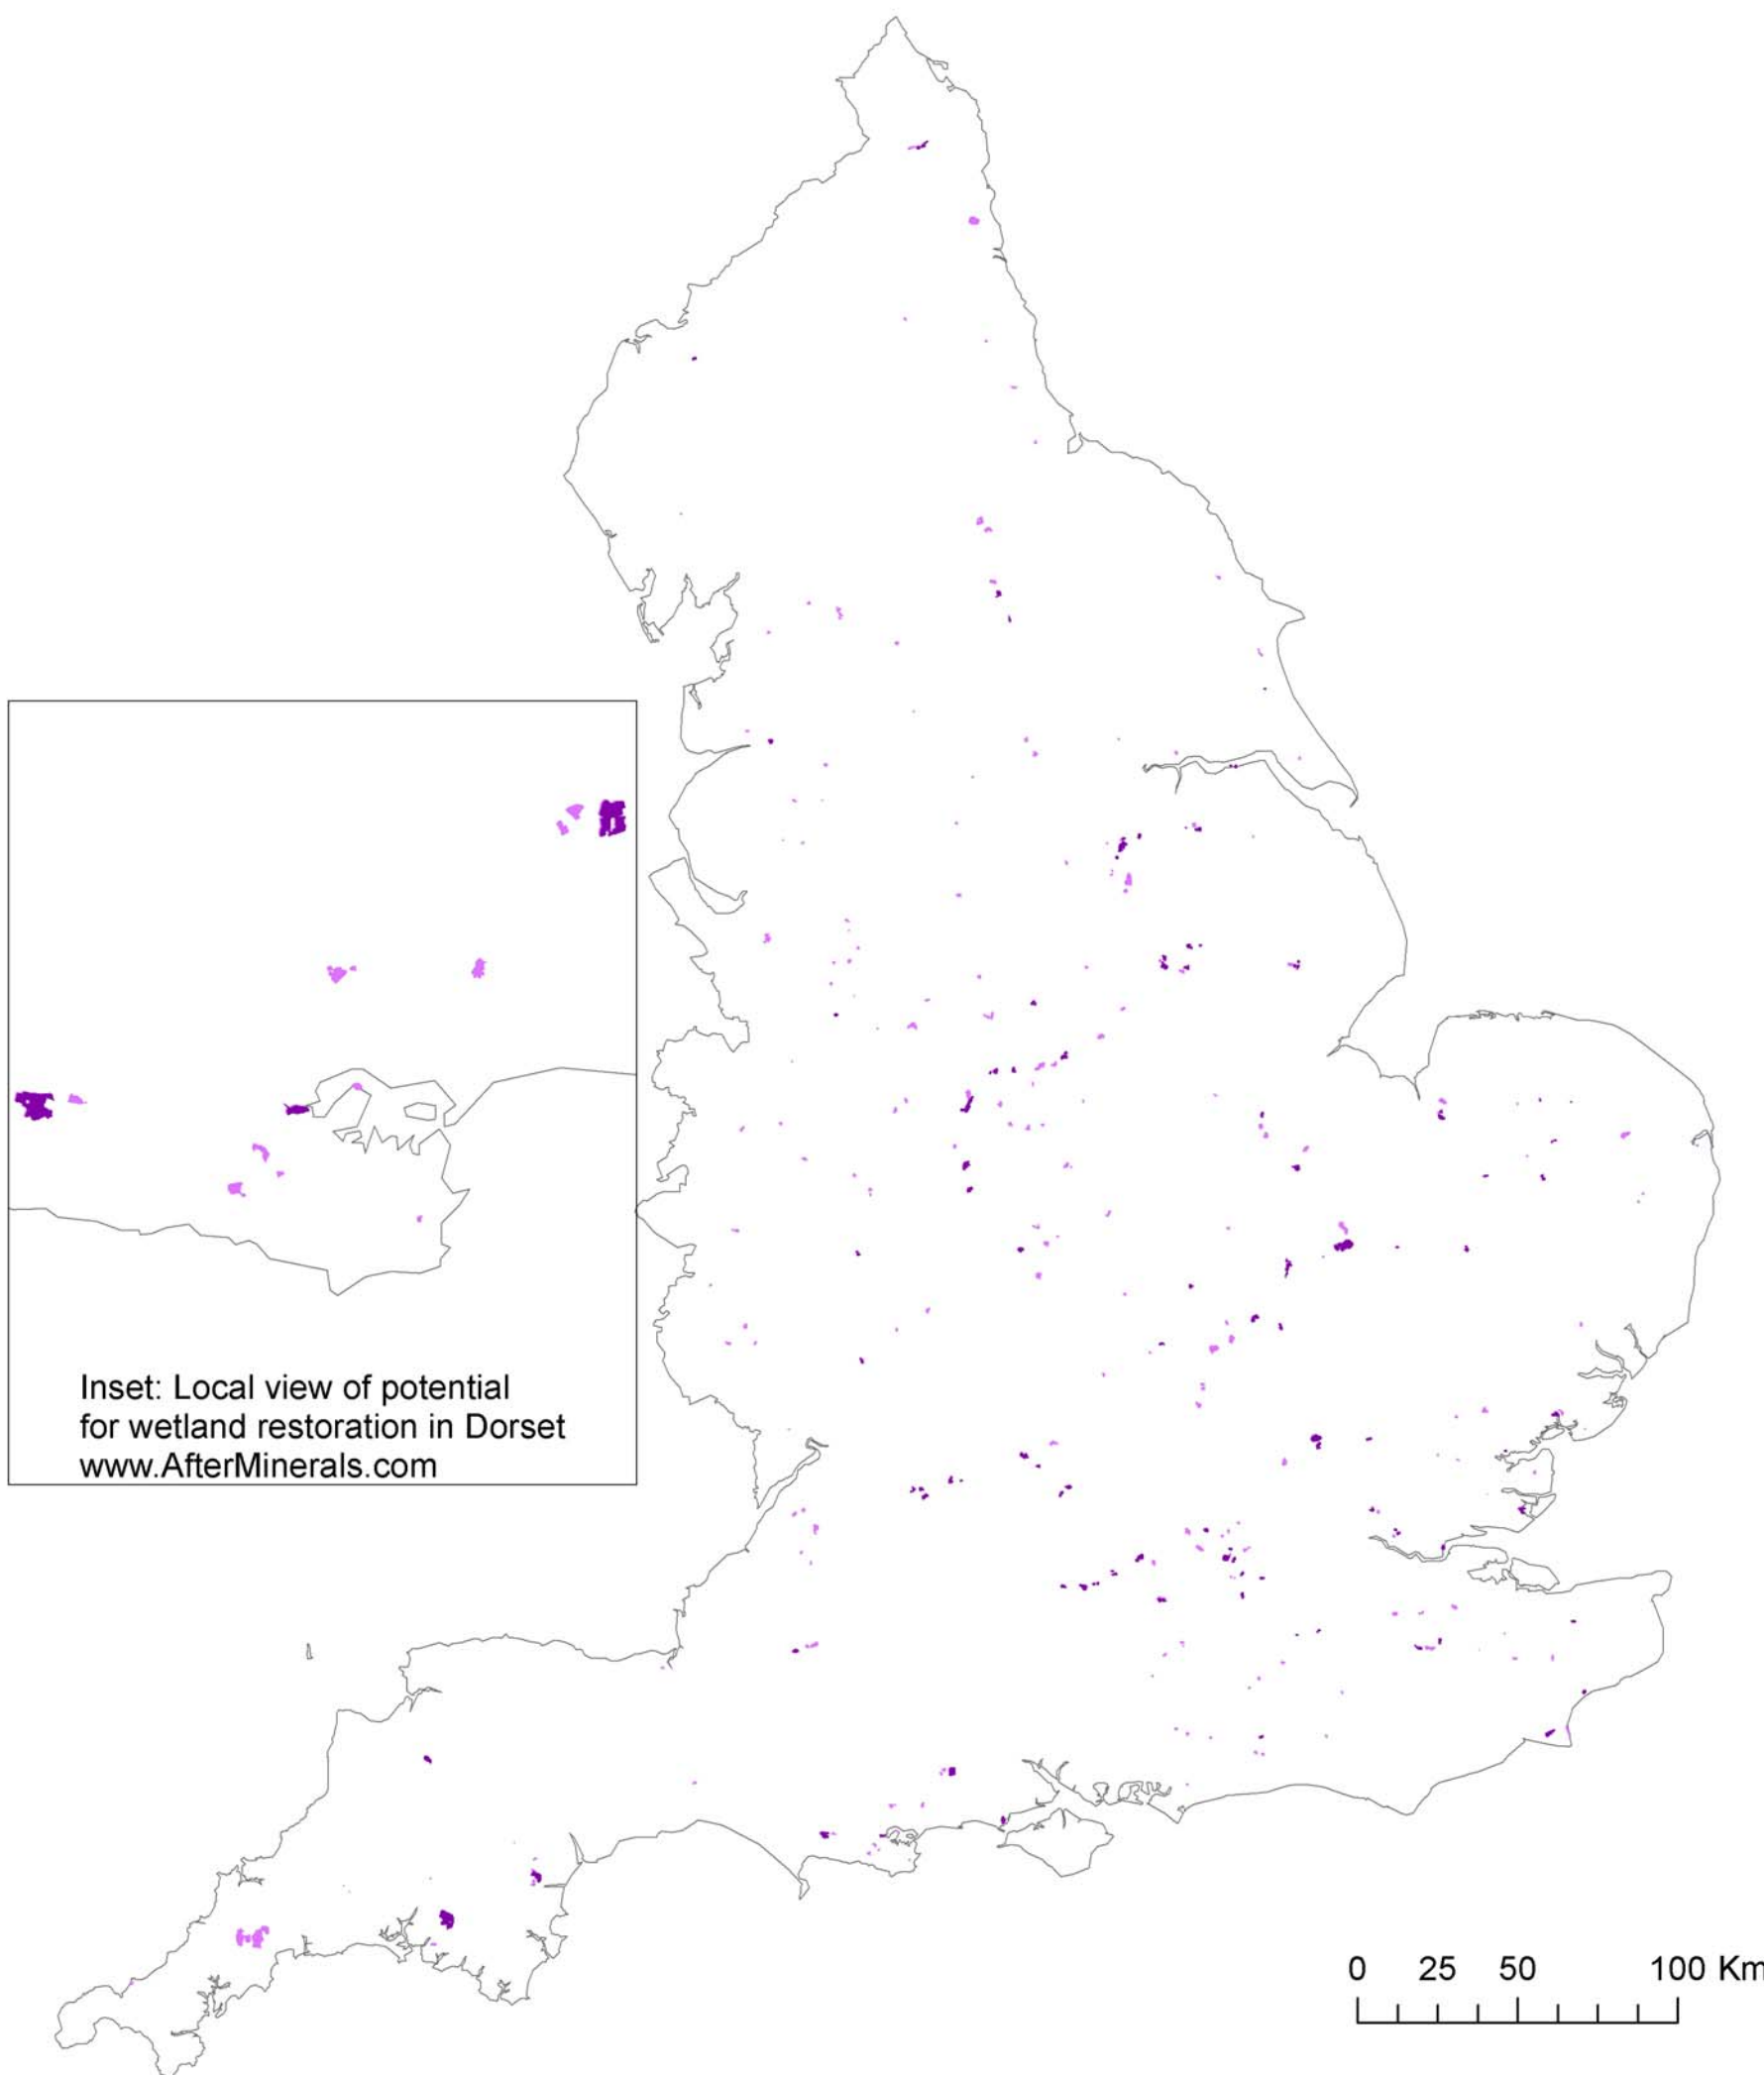 Inset: Local view of potential
for wetland restoration in Dorset
www.AfterMinerals.com
0 25 50 100 Km